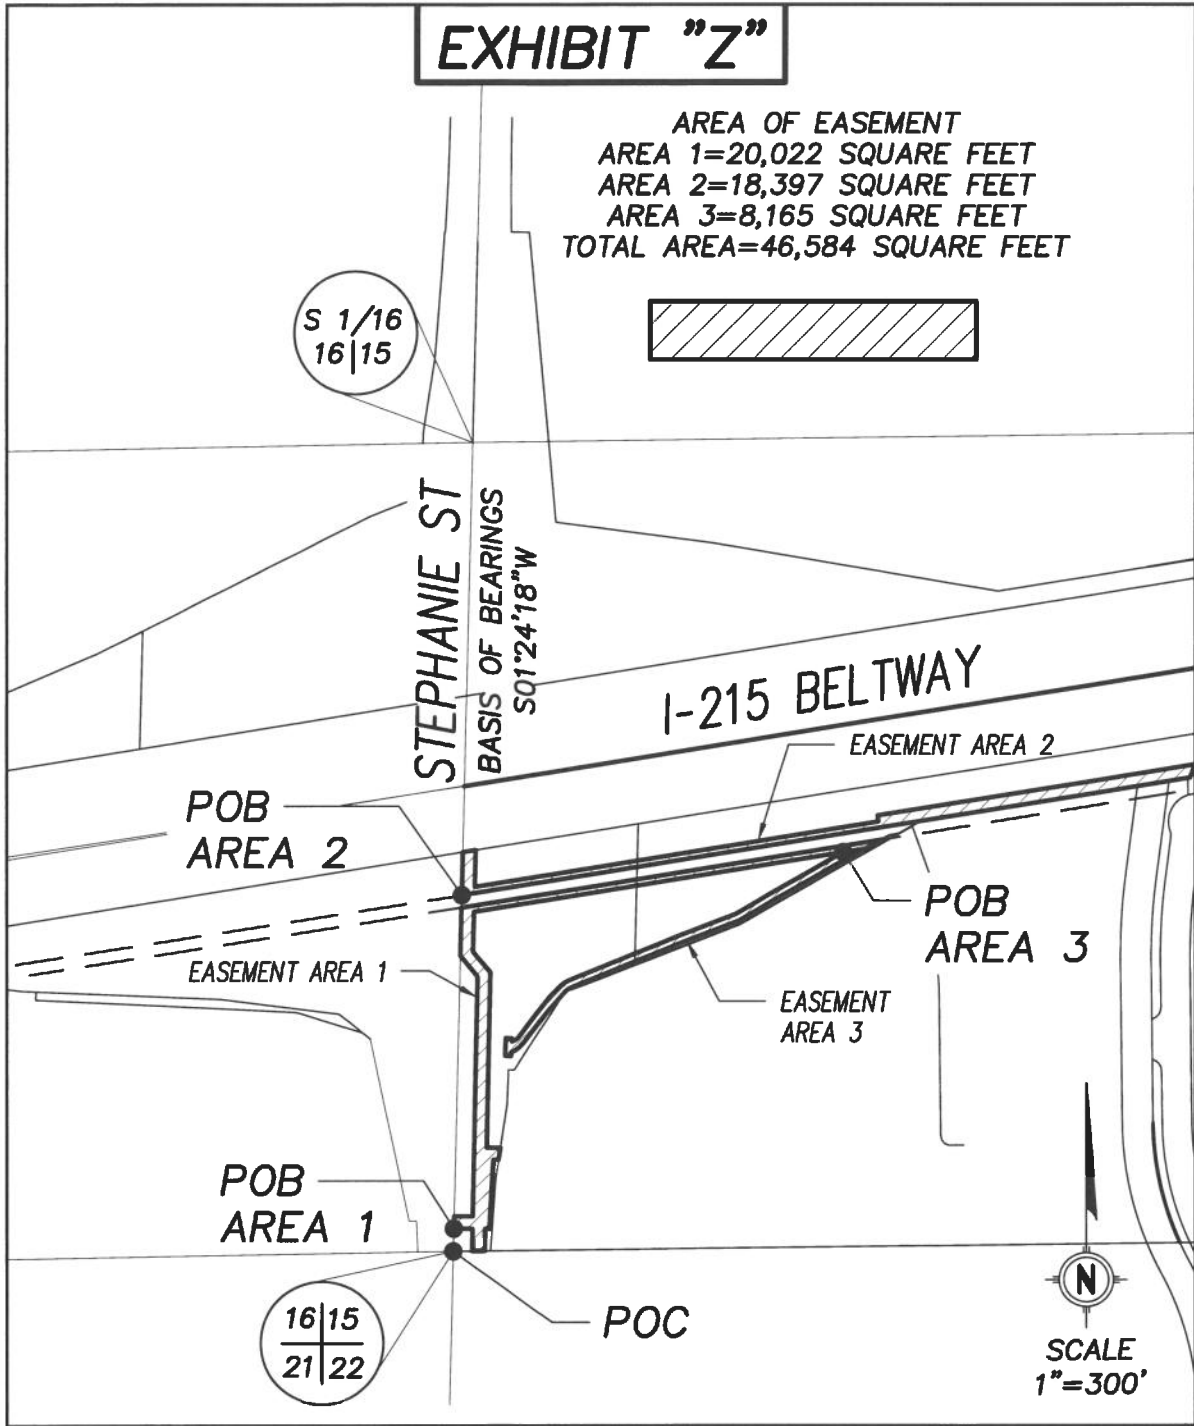 EXHIBIT "Z"
AREA OF EASEMENT
AREA 1=20,022 SQUARE FEET
AREA 2=18,397 SQUARE FEET
AREA 3=8,165 SQUARE FEET
TOTAL AREA=46,584 SQUARE FEET
S 1/16
16|15
STEPHANIE ST
BASIS OF BEARINGS
S01°24'18"W
I-215 BELTWAY
EASEMENT AREA 2
POB
AREA 2
POB
AREA 3
EASEMENT AREA 1
EASEMENT
AREA 3
POB
AREA 1
POC
16|15
21|22
N
SCALE
1"=300'